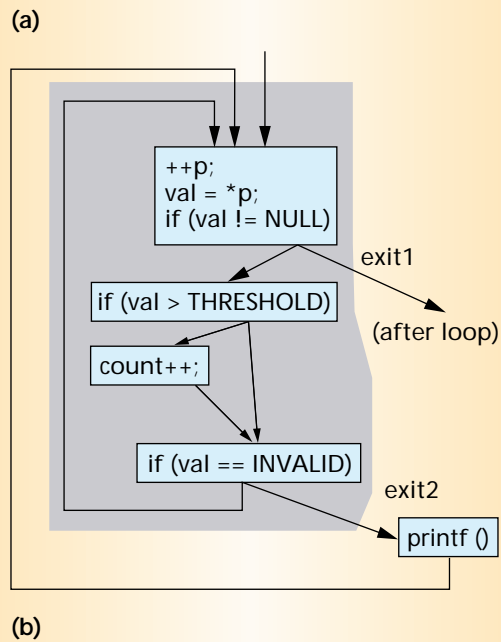 (a)
++p;
val = *p;
if (val != NULL)
exit1
if (val > THRESHOLD)
(after loop)
count++;
if (val == INVALID)
exit2
printf ()
(b)